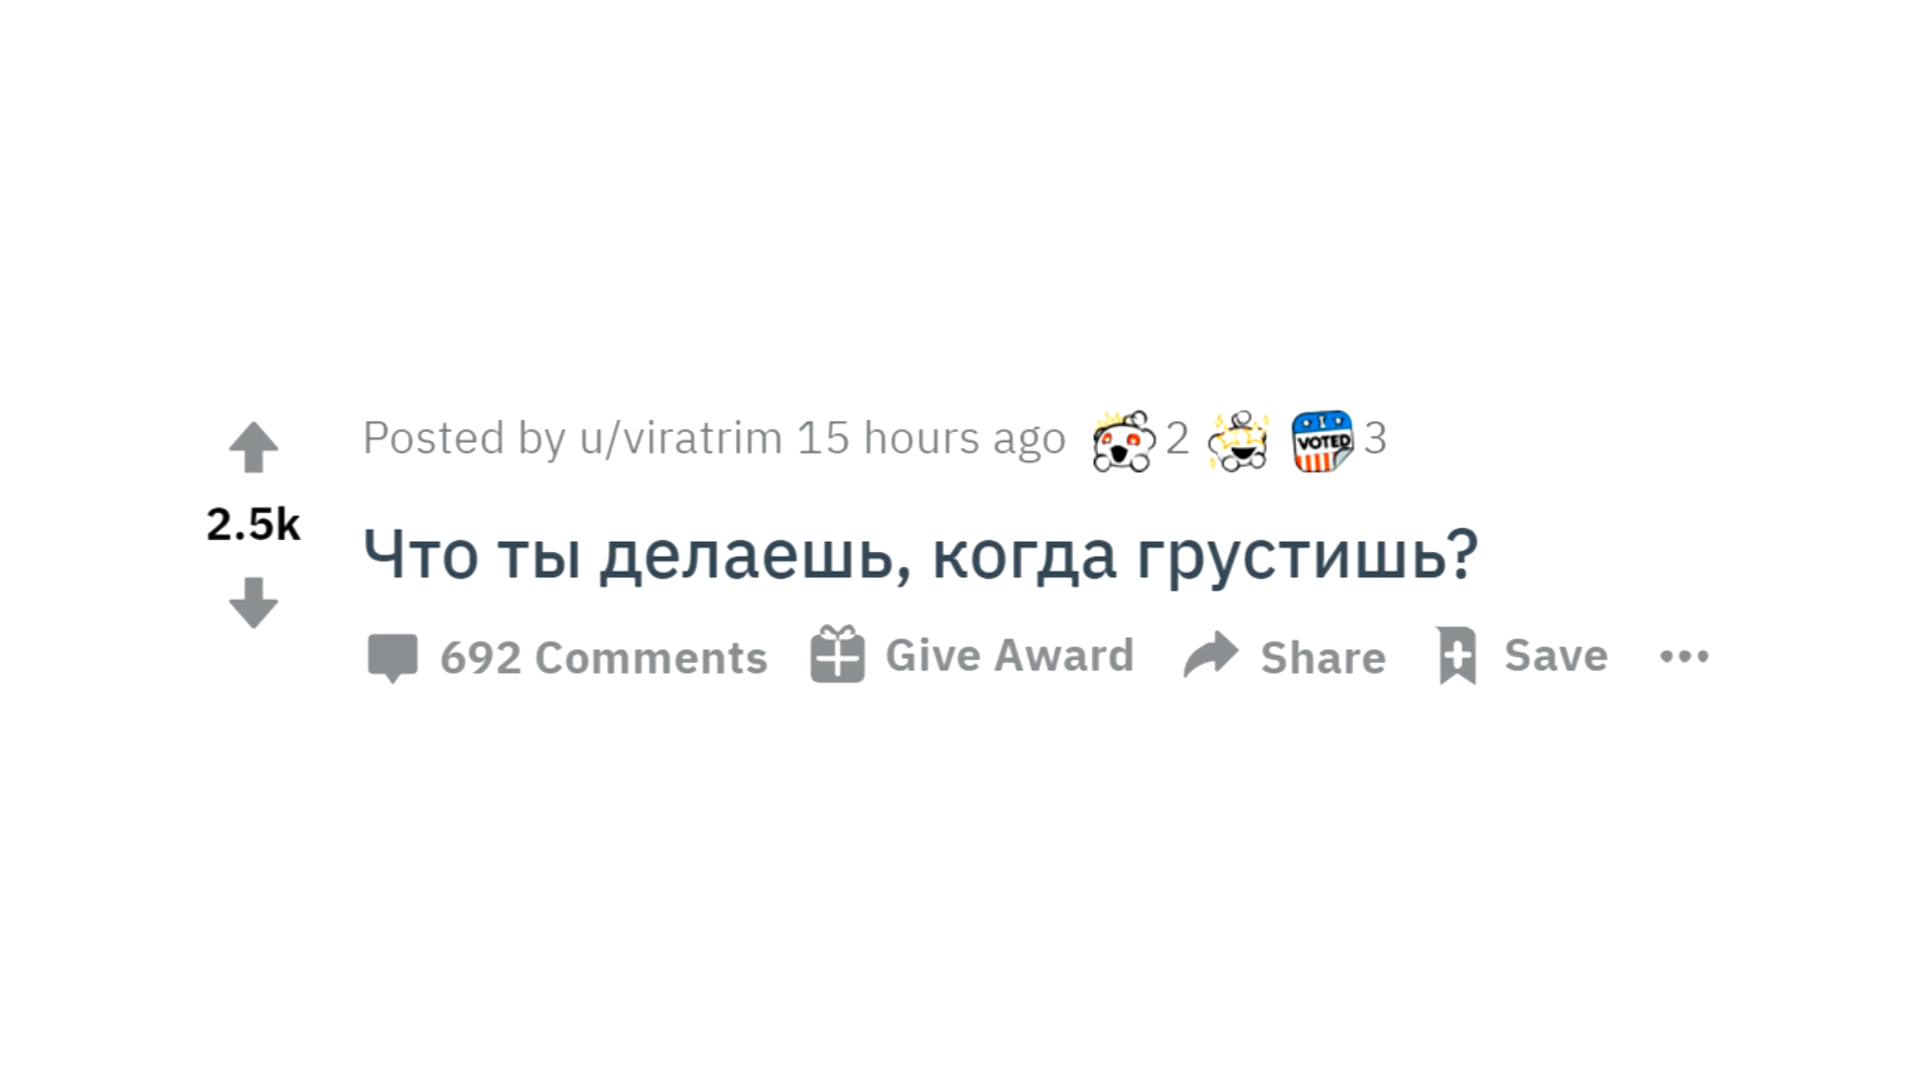 Posted by u/viratrim 15 hours ago 2 I VOTED 3
2.5k
Что ты делаешь, когда грустишь?
692 Comments Give Award Share Save